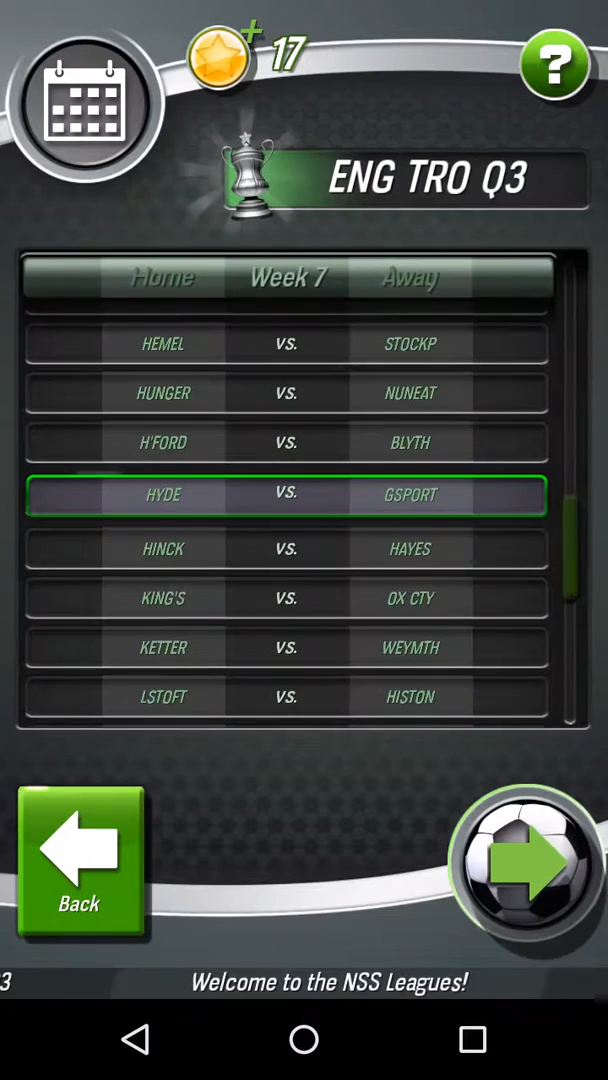 17
?
ENG TRO Q3
Home Week 7 Away
HEMEL VS. STOCKP
HUNGER VS. NUNEAT
H'FORD VS. BLYTH
HYDE VS. GSPORT
HINCK VS. HAYES
KING'S VS. OX CTY
KETTER VS. WEYMTH
LSTOFT VS. HISTON
Back
3 Welcome to the NSS Leagues!